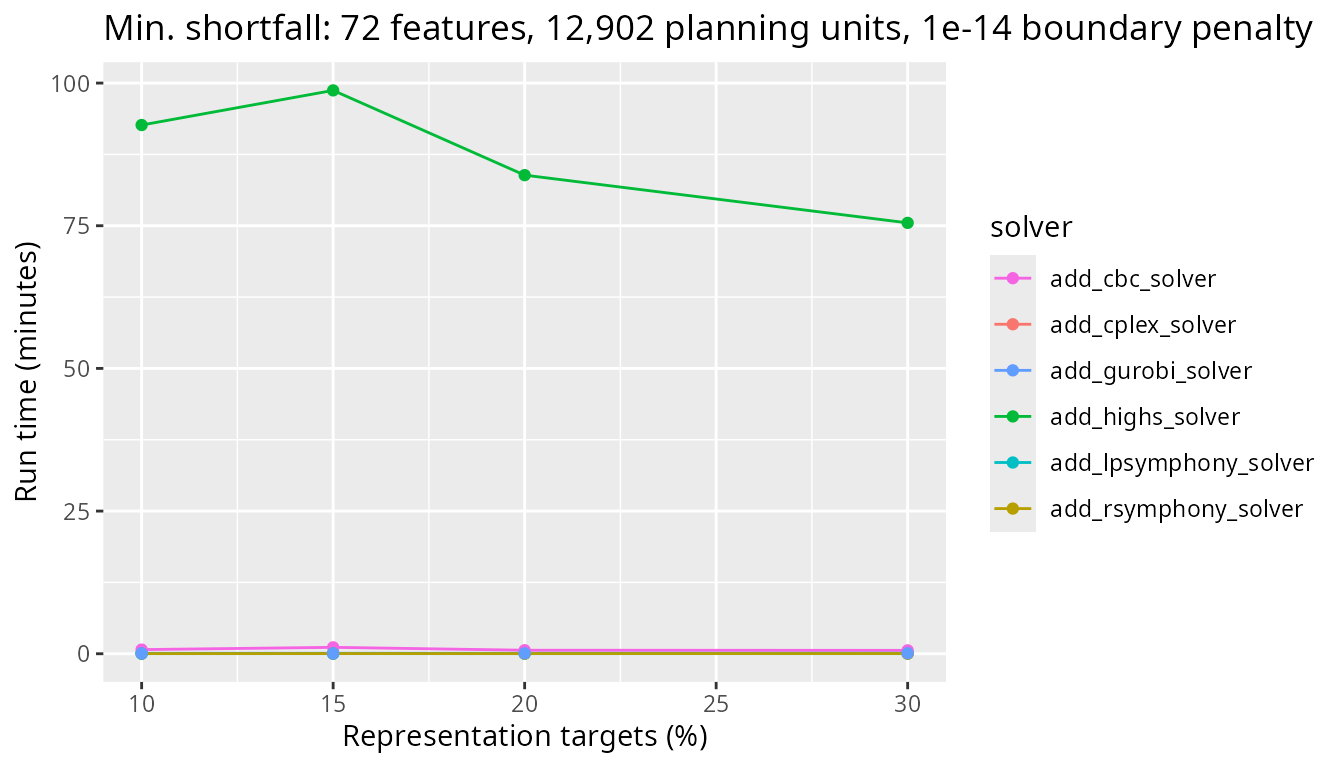 Min. shortfall: 72 features, 12,902 planning units, 1e-14 boundary penalty
Run time (minutes)
100
75
50
25
0
10 15 20 25 30
Representation targets (%)
solver
add_cbc_solver
add_cplex_solver
add_gurobi_solver
add_highs_solver
add_lpsymphony_solver
add_rsymphony_solver